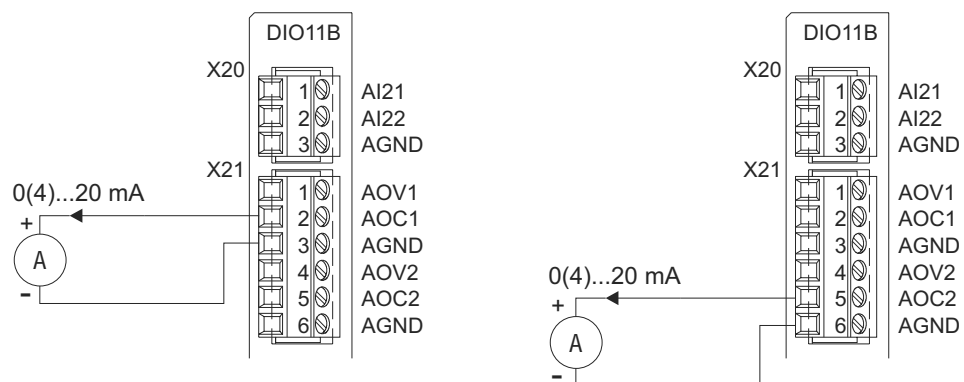 DIO11B
X20
1 AI21
2 AI22
3 AGND
X21
1 AOV1
2 AOC1
3 AGND
4 AOV2
5 AOC2
6 AGND
0(4)...20 mA
+
A
-
DIO11B
X20
1 AI21
2 AI22
3 AGND
X21
1 AOV1
2 AOC1
3 AGND
4 AOV2
5 AOC2
6 AGND
0(4)...20 mA
+
A
-